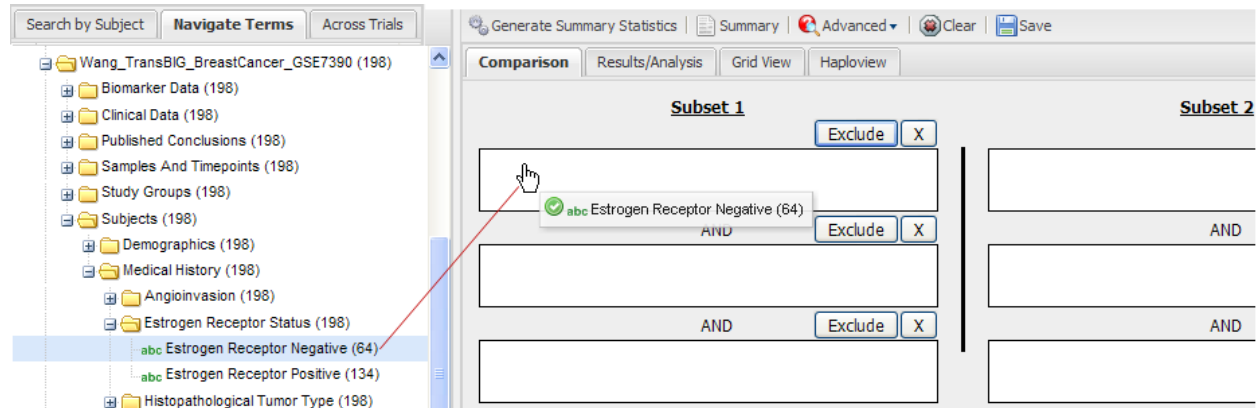 Search by Subject Navigate Terms Across Trials
Wang_TransBIG_BreastCancer_GSE7390 (198)
Biomarker Data (198)
Clinical Data (198)
Published Conclusions (198)
Samples And Timepoints (198)
Study Groups (198)
Subjects (198)
Demographics (198)
Medical History (198)
Angioinvasion (198)
Estrogen Receptor Status (198)
abc Estrogen Receptor Negative (64)
abc Estrogen Receptor Positive (134)
Histopathological Tumor Type (198)
Generate Summary Statistics Summary Advanced Clear Save
Comparison Results/Analysis Grid View Haploview
Subset 1 Subset 2
Exclude X
abc Estrogen Receptor Negative (64)
AND Exclude X AND
AND Exclude X AND